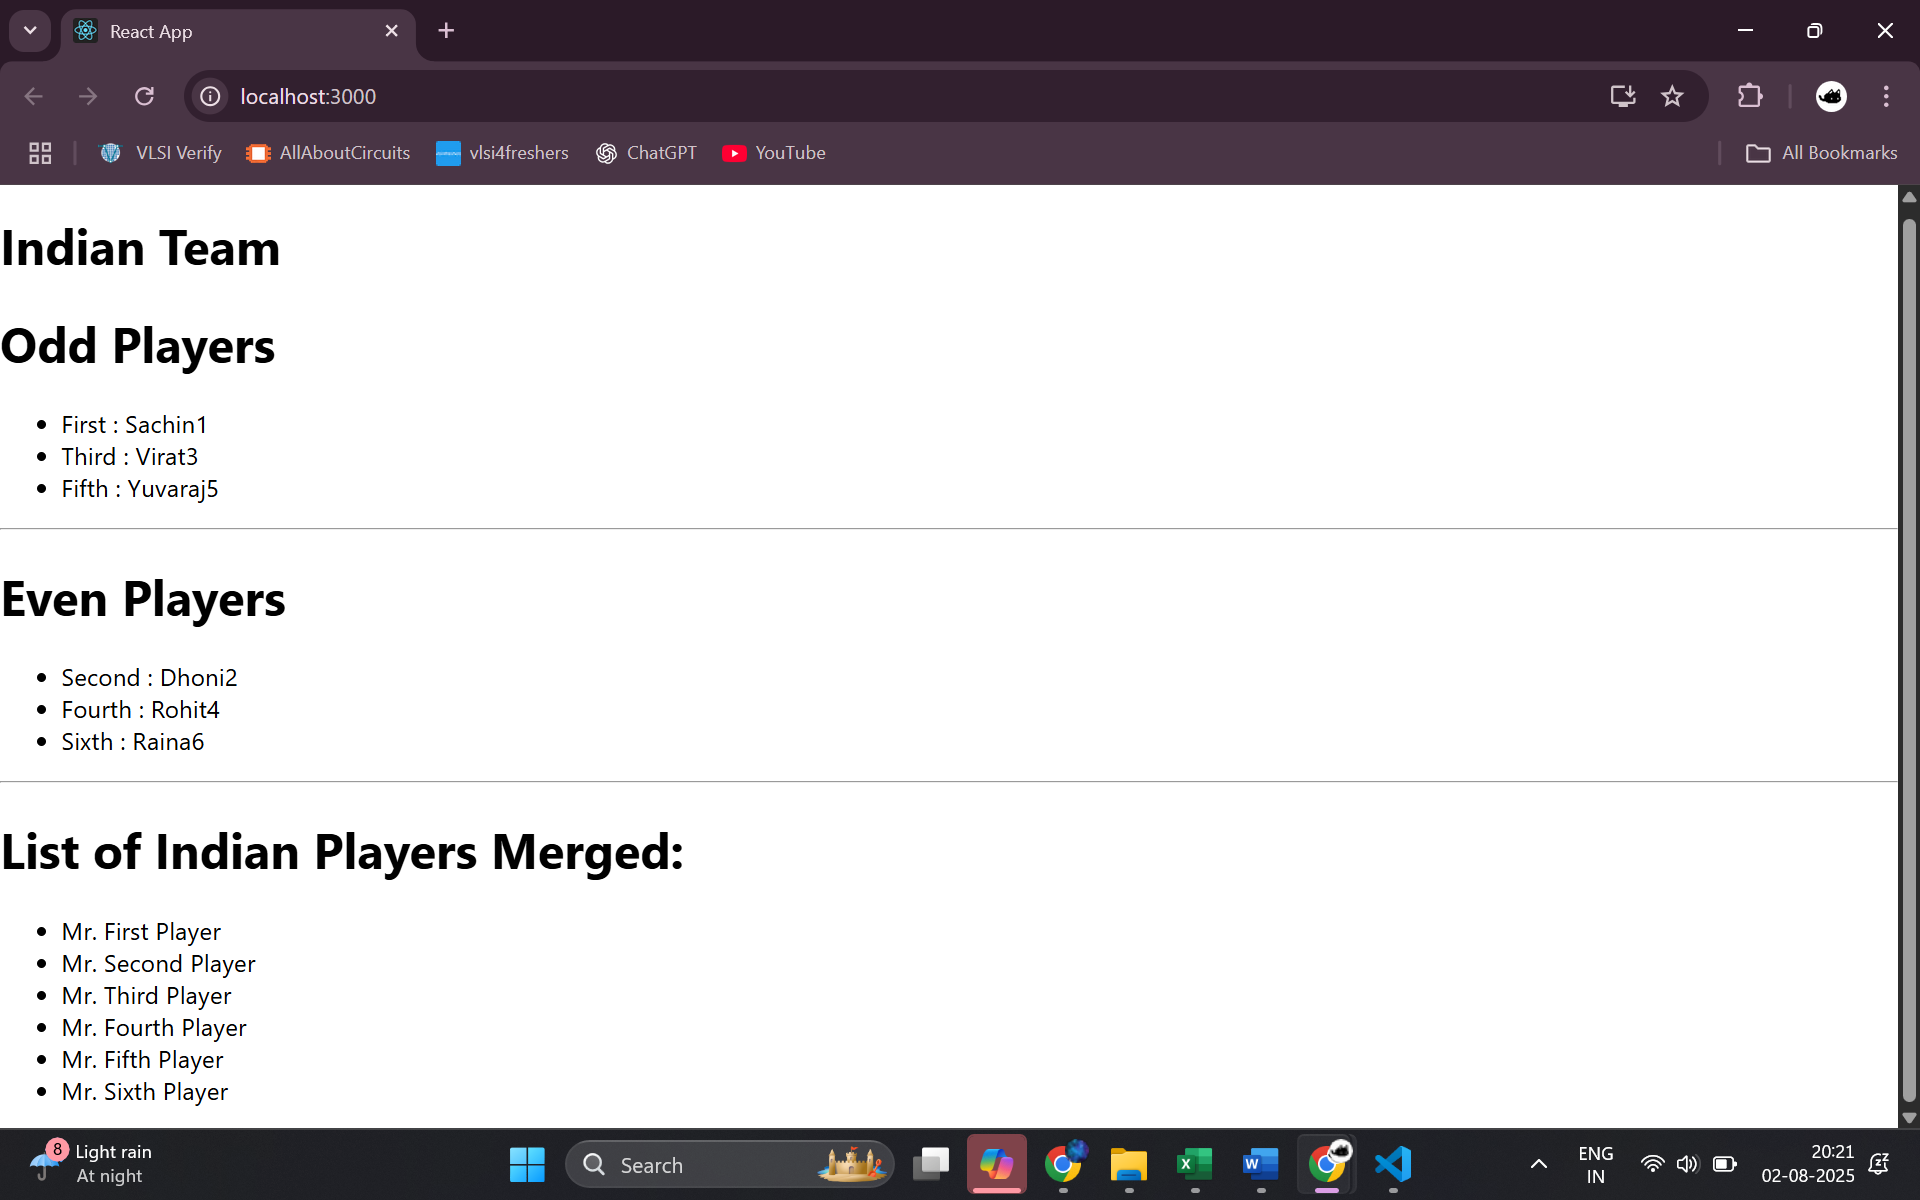 React App
localhost:3000
VLSI Verify AllAboutCircuits vlsi4freshers ChatGPT YouTube All Bookmarks
Indian Team
Odd Players
First : Sachin1
Third : Virat3
Fifth : Yuvaraj5
Even Players
Second : Dhoni2
Fourth : Rohit4
Sixth : Raina6
List of Indian Players Merged:
Mr. First Player
Mr. Second Player
Mr. Third Player
Mr. Fourth Player
Mr. Fifth Player
Mr. Sixth Player
8
Light rain
At night
Search
ENG
IN
20:21
02-08-2025